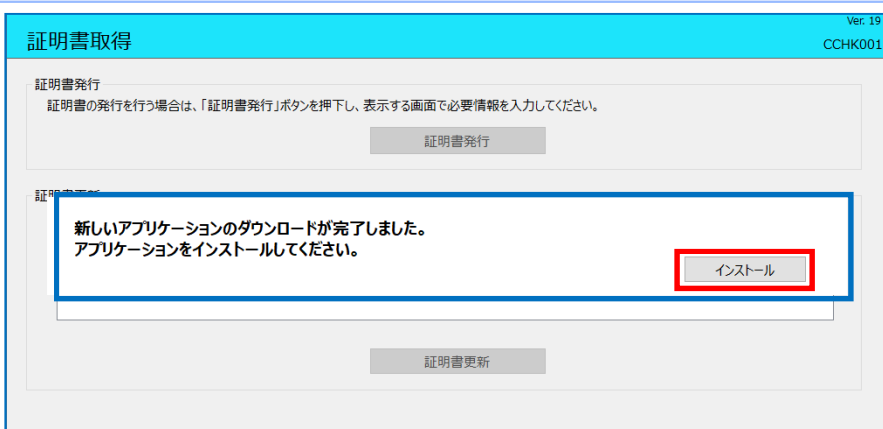 Ver. 19
証明書取得
CCHK001
証明書発行
証明書の発行を行う場合は、「証明書発行」ボタンを押下し、表示する画面で必要情報を入力してください。
証明書発行
新しいアプリケーションのダウンロードが完了しました。
アプリケーションをインストールしてください。
インストール
証明書更新